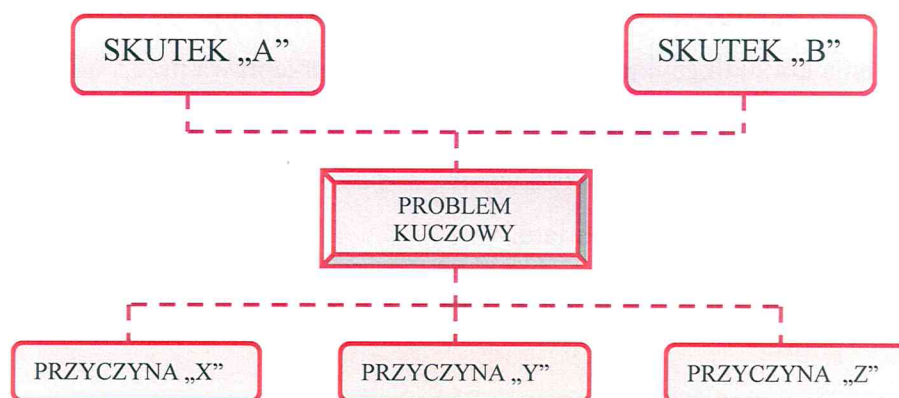 SKUTEK „A”
SKUTEK „B”
PROBLEM
KUCZOWY
PRZYCZYNA „X”
PRZYCZYNA „Y”
PRZYCZYNA „Z”